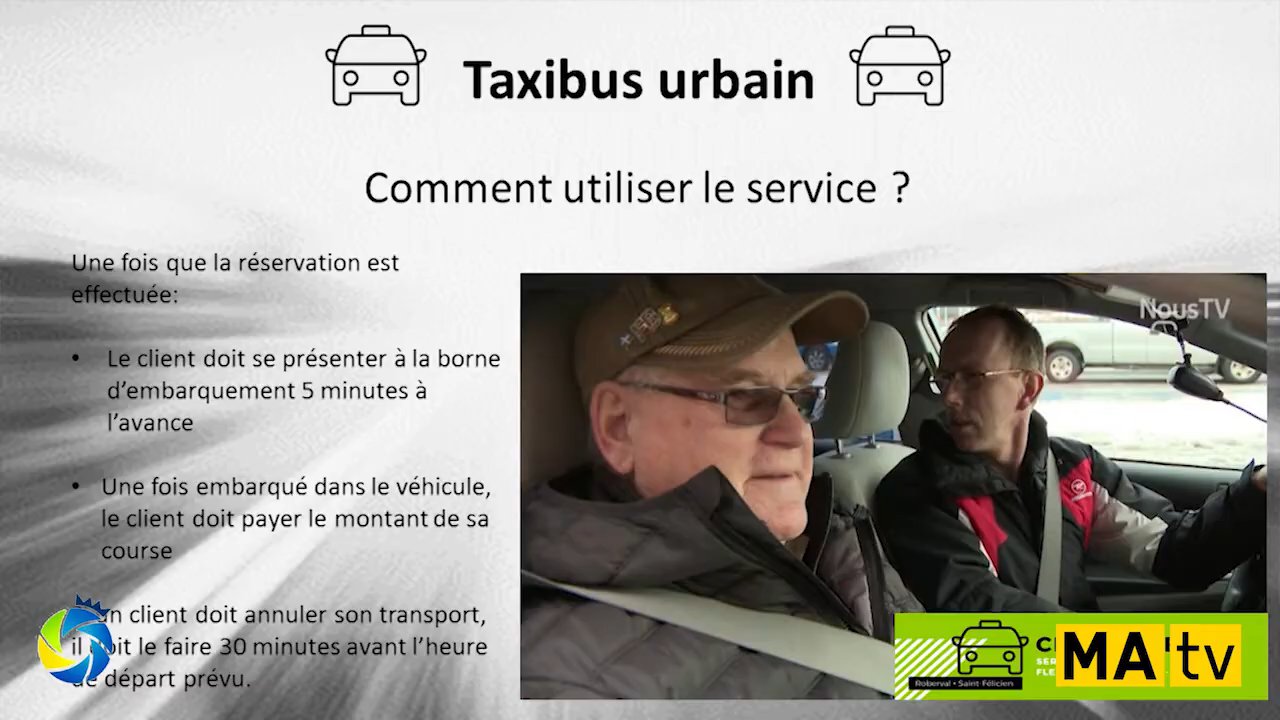 Taxibus urbain
Comment utiliser le service ?
Une fois que la réservation est
effectuée:
• Le client doit se présenter à la borne
d'embarquement 5 minutes à
l'avance
• Une fois embarqué dans le véhicule,
le client doit payer le montant de sa
course
un client doit annuler son transport,
il doit le faire 30 minutes avant l'heure
de départ prévu.
NousTV
Roberval • Saint-Félicien
MAtv